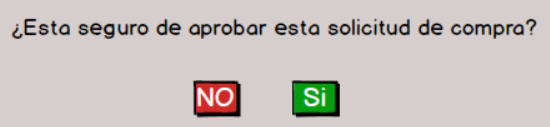 ¿Esta seguro de aprobar esta solicitud de compra?
NO Si